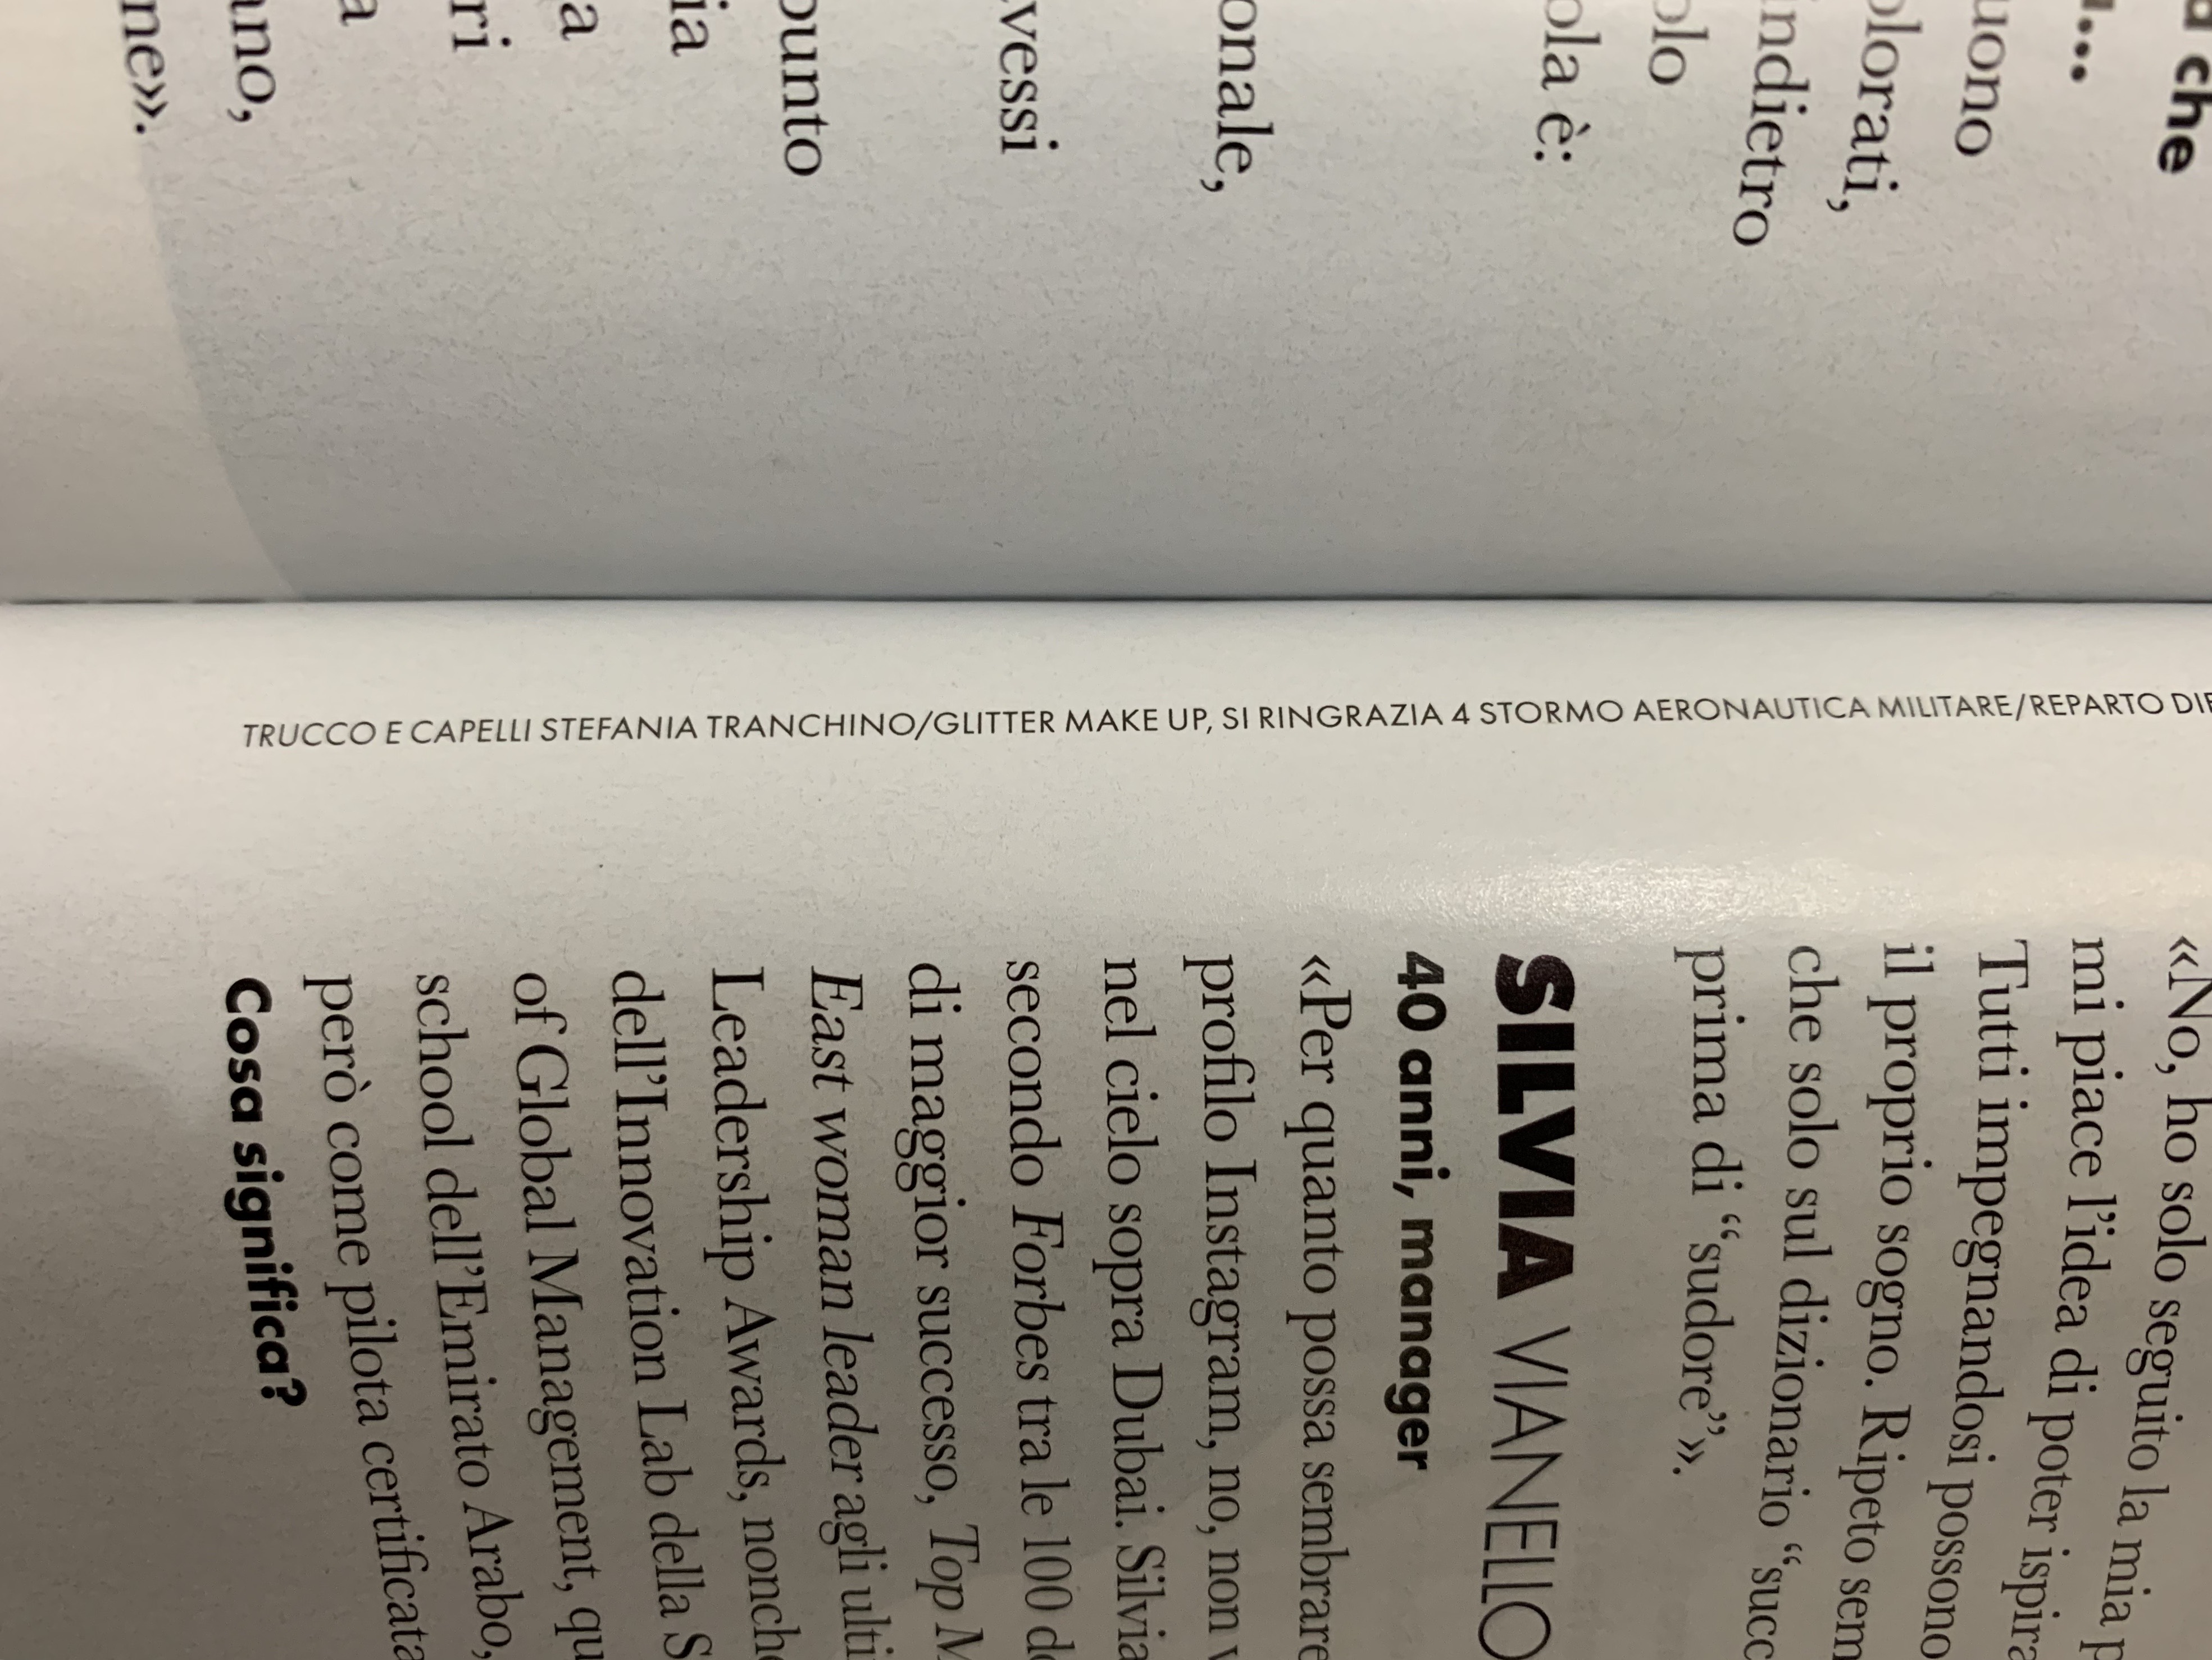 a che
uono
plorati,
indietro
olo
ola è:
onale,
vessi
punto
ia
a
ri
a
ano,
ne».
TRUCCO E CAPELLI STEFANIA TRANCHINO/GLITTER MAKE UP, SI RINGRAZIA 4 STORMO AERONAUTICA MILITARE/REPARTO
«No, ho solo seguito la mia p
mi piace l'idea di poter ispira
Tutti impegnandosi possono
il proprio sogno. Ripeto sem
che solo sul dizionario “succ
prima di “sudore”».
SILVIA VIANELLO
40 anni, manager
«Per quanto possa sembrare
profilo Instagram, no, non v
nel cielo sopra Dubai. Silvia
secondo Forbes tra le 100 do
di maggior successo, Top M
East woman leader agli ulti
Leadership Awards, nonché
dell'Innovation Lab della S
of Global Management, qu
school dell'Emirato Arabo,
però come pilota certificata
Cosa significa?